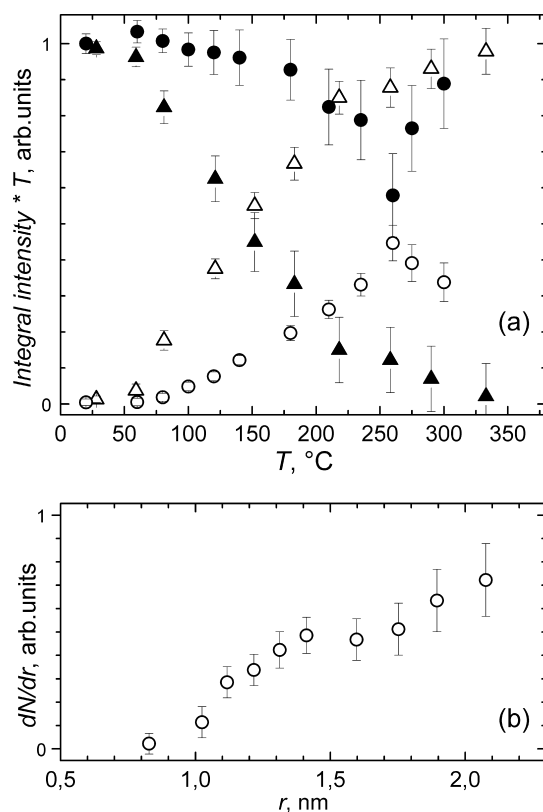 1
Integral intensity * T, arb.units
(a)
0
0 50 100 150 200 250 300 350
T, °C
1
dN/dr, arb.units
(b)
0
0,5 1,0 1,5 2,0
r, nm